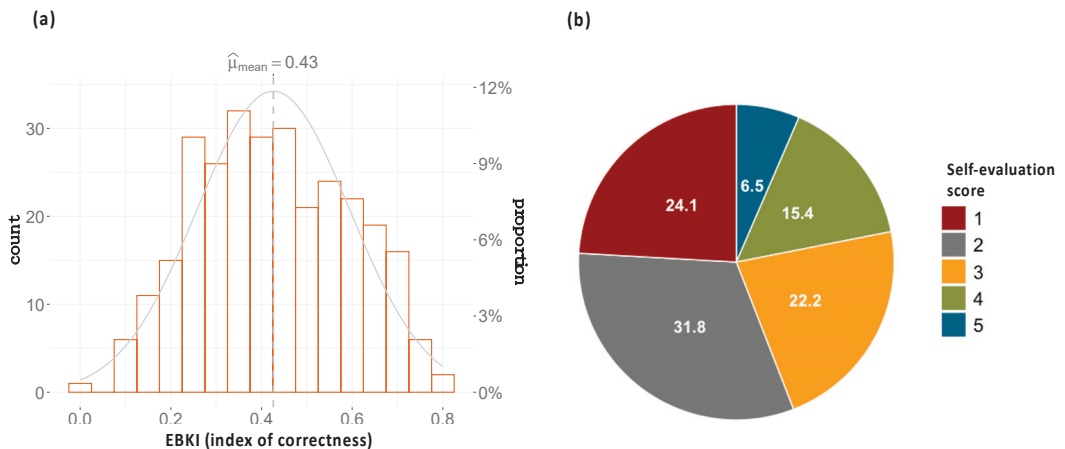 (a)
μ̂mean = 0.43
12%
30
9%
20
6%
10
3%
0
0%
count
proportion
0.0 0.2 0.4 0.6 0.8
EBKI (index of correctness)
(b)
6.5
24.1
15.4
22.2
31.8
Self-evaluation
score
1
2
3
4
5